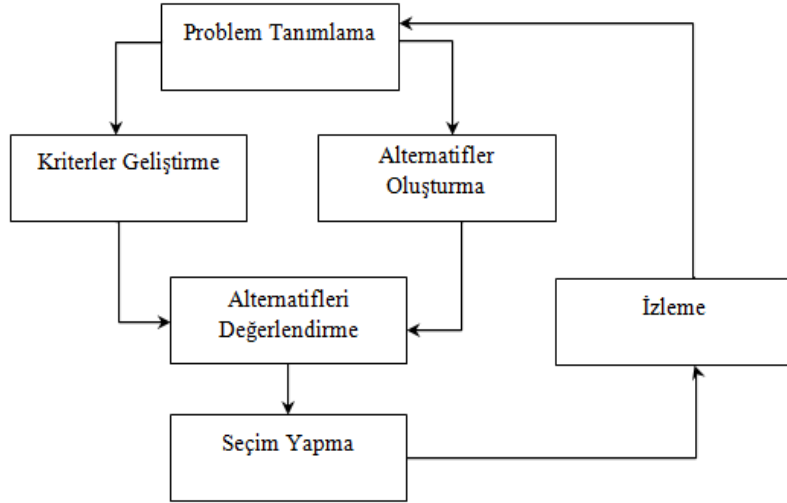 Problem Tanımlama
Kriterler Geliştirme
Alternatifler
Oluşturma
Alternatifleri
Değerlendirme
İzleme
Seçim Yapma